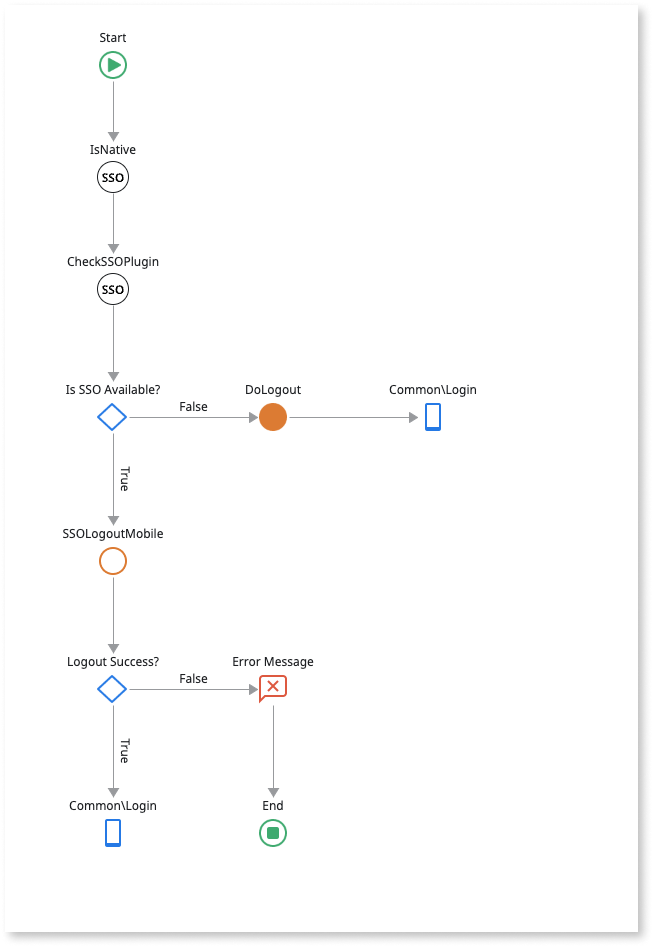 Start
IsNative
SSO
CheckSSOPlugin
SSO
Is SSO Available?
False
DoLogout
Common\Login
True
SSOLogoutMobile
Logout Success?
False
Error Message
True
Common\Login
End